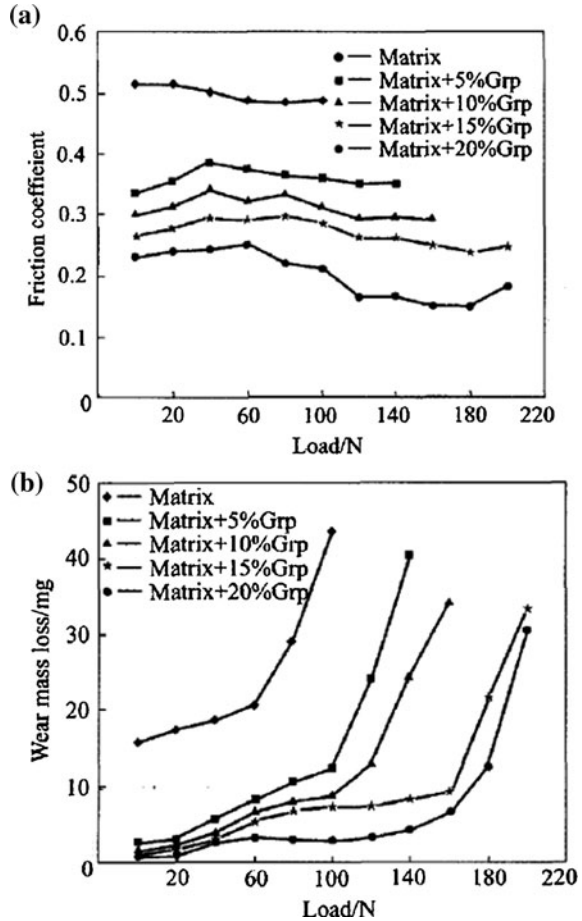 (a)
0.6
0.5
0.4
0.3
0.2
0.1
0
Friction coefficient
Matrix
Matrix+5%Grp
Matrix+10%Grp
Matrix+15%Grp
Matrix+20%Grp
20 60 100 140 180 220
Load/N
(b)
50
40
30
20
10
0
Wear mass loss/mg
Matrix
Matrix+5%Grp
Matrix+10%Grp
Matrix+15%Grp
Matrix+20%Grp
20 60 100 140 180 220
Load/N